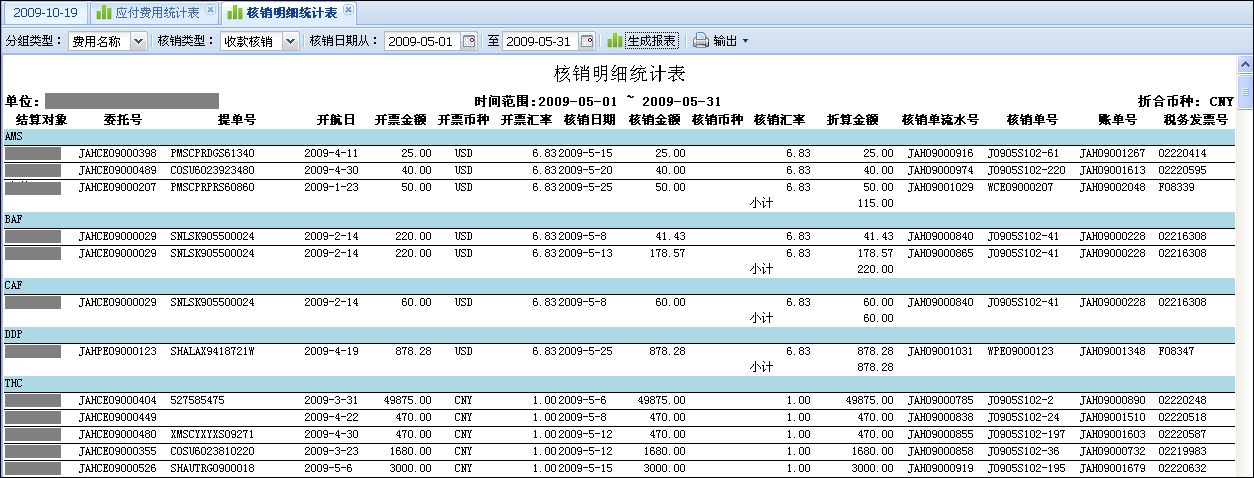 2009-10-19 应付费用统计表 核销明细统计表
分组类型： 费用名称 核销类型： 收款核销 核销日期从： 2009-05-01 至 2009-05-31 生成报表 输出
核销明细统计表
单位： 时间范围:2009-05-01 ~ 2009-05-31 折合币种: CNY
结算对象 委托号 提单号 开航日 开票金额 开票币种 开票汇率 核销日期 核销金额 核销币种 核销汇率 折算金额 核销单流水号 核销单号 账单号 税务发票号
AMS
JAHCE09000398 PMSCPRDGS61340 2009-4-11 25.00 USD 6.83 2009-5-15 25.00 6.83 25.00 JAH09000916 J0905S102-61 JAH09001267 02220414
JAHCE09000489 COSU6023923480 2009-4-30 40.00 USD 6.83 2009-5-20 40.00 6.83 40.00 JAH09000974 J0905S102-220 JAH09001613 02220595
JAHCE09000207 PMSCPRPRS60860 2009-1-23 50.00 USD 6.83 2009-5-25 50.00 6.83 50.00 JAH09001029 WCE09000207 JAH09002048 F08339
小计 115.00
BAF
JAHCE09000029 SNLSK905500024 2009-2-14 220.00 USD 6.83 2009-5-8 41.43 6.83 41.43 JAH09000840 J0905S102-41 JAH09000228 02216308
JAHCE09000029 SNLSK905500024 2009-2-14 220.00 USD 6.83 2009-5-13 178.57 6.83 178.57 JAH09000865 J0905S102-41 JAH09000228 02216308
小计 220.00
CAF
JAHCE09000029 SNLSK905500024 2009-2-14 60.00 USD 6.83 2009-5-8 60.00 6.83 60.00 JAH09000840 J0905S102-41 JAH09000228 02216308
小计 60.00
DDP
JAHPE09000123 SHALAX9418721W 2009-4-19 878.28 USD 6.83 2009-5-25 878.28 6.83 878.28 JAH09001031 WPE09000123 JAH09001348 F08347
小计 878.28
THC
JAHCE09000404 527585475 2009-3-31 49875.00 CNY 1.00 2009-5-6 49875.00 1.00 49875.00 JAH09000785 J0905S102-2 JAH09000890 02220248
JAHCE09000449 2009-4-22 470.00 CNY 1.00 2009-5-8 470.00 1.00 470.00 JAH09000838 J0905S102-24 JAH09001510 02220518
JAHCE09000480 XMSCYXYXS09271 2009-4-30 470.00 CNY 1.00 2009-5-12 470.00 1.00 470.00 JAH09000855 J0905S102-197 JAH09001603 02220587
JAHCE09000355 COSU6023810220 2009-3-23 1680.00 CNY 1.00 2009-5-12 1680.00 1.00 1680.00 JAH09000858 J0905S102-36 JAH09000732 02219983
JAHCE09000526 SHAUTRG0900018 2009-5-6 3000.00 CNY 1.00 2009-5-15 3000.00 1.00 3000.00 JAH09000919 J0905S102-195 JAH09001679 02220632